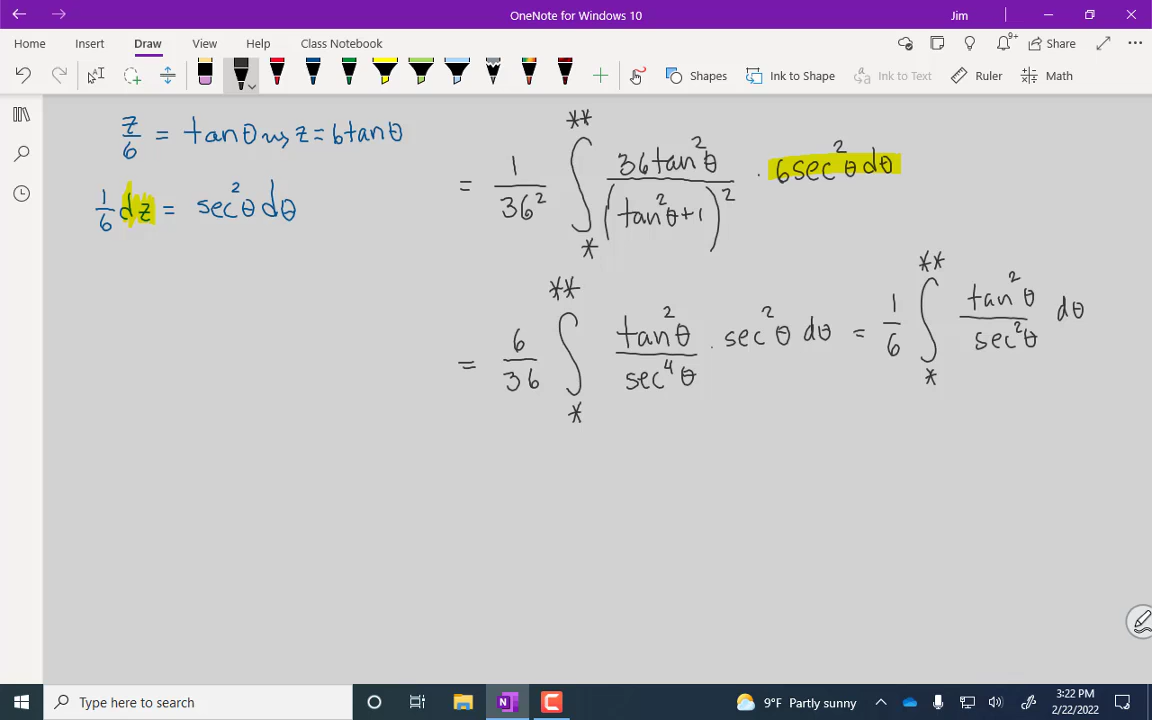 OneNote for Windows 10
Jim
Home Insert Draw View Help Class Notebook
Share
Shapes Ink to Shape Ink to Text Ruler Math
z/6 = tanθ ⇝ z = 6tanθ
1/6 dz = sec²θ dθ
= 1/36² ∫_*^** 36tan²θ/(tan²θ+1)² · 6sec²θ dθ
= 6/36 ∫_*^** tan²θ/sec⁴θ · sec²θ dθ = 1/6 ∫_*^** tan²θ/sec²θ dθ
Type here to search
9°F Partly sunny
3:22 PM
2/22/2022